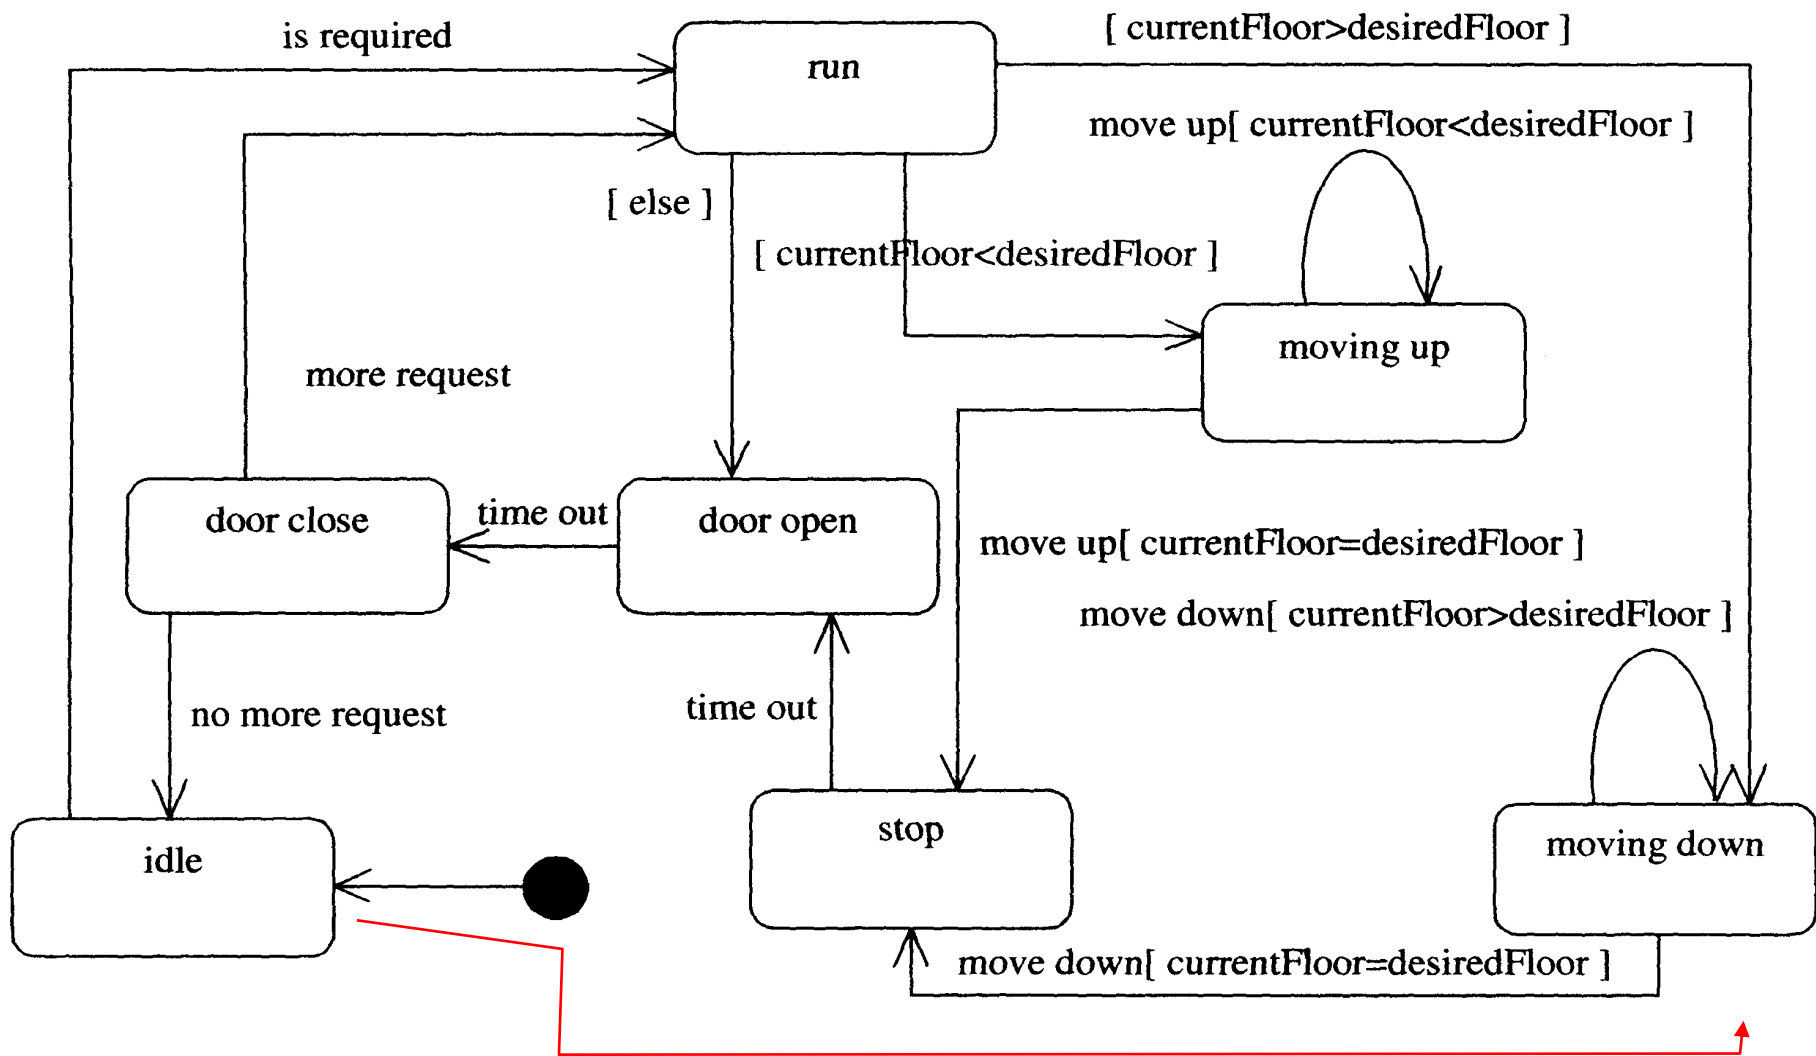 is required
[ currentFloor>desiredFloor ]
run
move up[ currentFloor<desiredFloor ]
[ else ]
[ currentFloor<desiredFloor ]
moving up
more request
door close
time out
door open
move up[ currentFloor=desiredFloor ]
move down[ currentFloor>desiredFloor ]
no more request
time out
stop
idle
moving down
move down[ currentFloor=desiredFloor ]